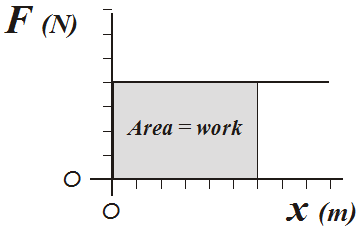 F (N)
Area = work
O
O
x (m)